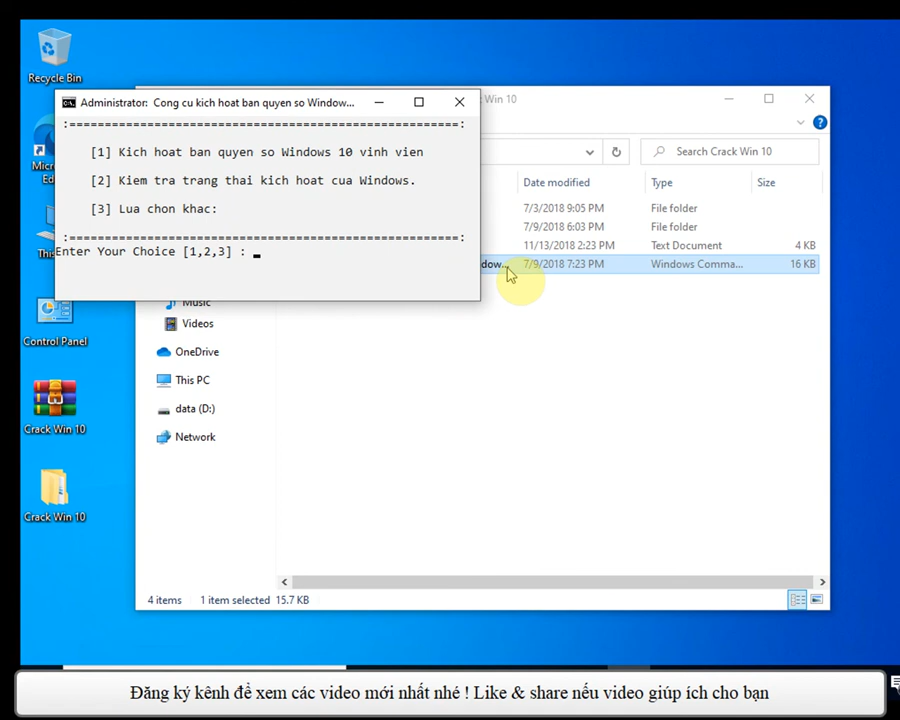 Recycle Bin
Administrator: Cong cu kich hoat ban quyen so Window...
Win 10
:=========================================================:
[1] Kich hoat ban quyen so Windows 10 vinh vien
[2] Kiem tra trang thai kich hoat cua Windows.
[3] Lua chon khac:
:=========================================================:
Enter Your Choice [1,2,3] :
Search Crack Win 10
Date modified
Type
Size
7/3/2018 9:05 PM
File folder
7/9/2018 6:03 PM
File folder
11/13/2018 2:23 PM
Text Document
4 KB
7/9/2018 7:23 PM
Windows Comma...
16 KB
Music
Videos
OneDrive
This PC
data (D:)
Network
Control Panel
Crack Win 10
Crack Win 10
4 items
1 item selected 15.7 KB
Đăng ký kênh để xem các video mới nhất nhé ! Like & share nếu video giúp ích cho bạn